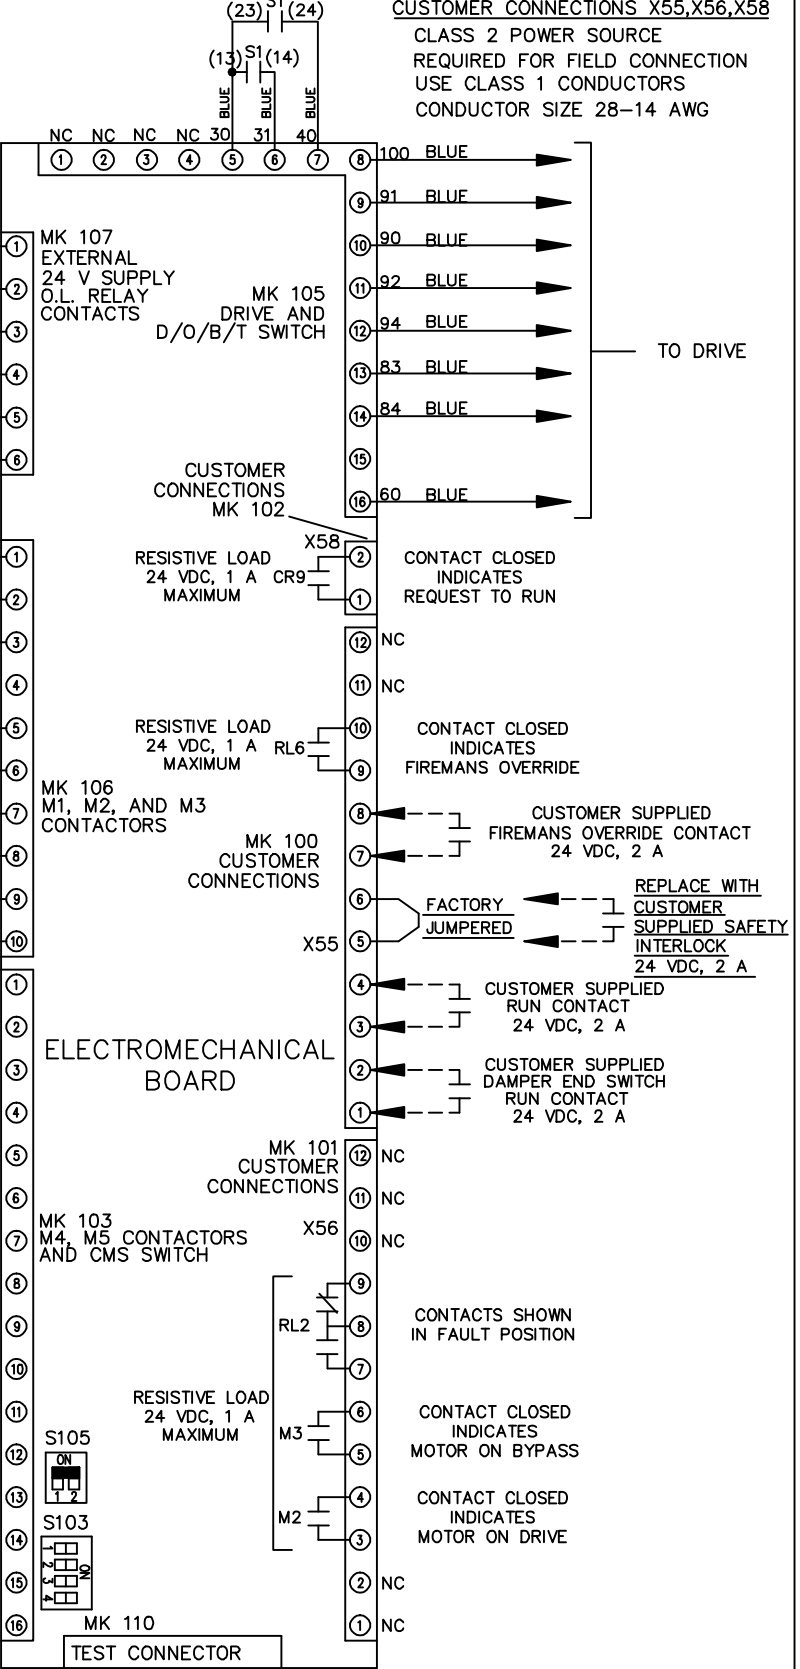 CUSTOMER CONNECTIONS X55,X56,X58
CLASS 2 POWER SOURCE
REQUIRED FOR FIELD CONNECTION
USE CLASS 1 CONDUCTORS
CONDUCTOR SIZE 28-14 AWG
(23) S1 (24)
(13) S1 (14)
BLUE BLUE BLUE
NC NC NC NC 30 31 40
1 2 3 4 5 6 7 8 100 BLUE
9 91 BLUE
10 90 BLUE
11 92 BLUE
12 94 BLUE
13 83 BLUE
14 84 BLUE
15
16 60 BLUE
TO DRIVE
1 2 3 4 5 6
MK 107
EXTERNAL
24 V SUPPLY
O.L. RELAY
CONTACTS
MK 105
DRIVE AND
D/O/B/T SWITCH
CUSTOMER
CONNECTIONS
MK 102
X58
RESISTIVE LOAD
24 VDC, 1 A
MAXIMUM
CR9
2
1
CONTACT CLOSED
INDICATES
REQUEST TO RUN
1 2 3 4 5 6 7 8 9 10
MK 106
M1, M2, AND M3
CONTACTORS
12 NC
11 NC
RESISTIVE LOAD
24 VDC, 1 A
MAXIMUM
RL6
10
9
CONTACT CLOSED
INDICATES
FIREMANS OVERRIDE
MK 100
CUSTOMER
CONNECTIONS
8
7
CUSTOMER SUPPLIED
FIREMANS OVERRIDE CONTACT
24 VDC, 2 A
6
5
X55
FACTORY
JUMPERED
REPLACE WITH
CUSTOMER
SUPPLIED SAFETY
INTERLOCK
24 VDC, 2 A
4
3
CUSTOMER SUPPLIED
RUN CONTACT
24 VDC, 2 A
2
1
CUSTOMER SUPPLIED
DAMPER END SWITCH
RUN CONTACT
24 VDC, 2 A
ELECTROMECHANICAL
BOARD
1 2 3 4 5 6 7 8 9 10 11 12 13 14 15 16
MK 103
M4, M5 CONTACTORS
AND CMS SWITCH
MK 101
CUSTOMER
CONNECTIONS
X56
12 NC
11 NC
10 NC
9
8
7
RL2
CONTACTS SHOWN
IN FAULT POSITION
RESISTIVE LOAD
24 VDC, 1 A
MAXIMUM
M3
6
5
CONTACT CLOSED
INDICATES
MOTOR ON BYPASS
M2
4
3
CONTACT CLOSED
INDICATES
MOTOR ON DRIVE
2 NC
1 NC
S105
ON
1 2
S103
1 2 3 4
ON
MK 110
TEST CONNECTOR